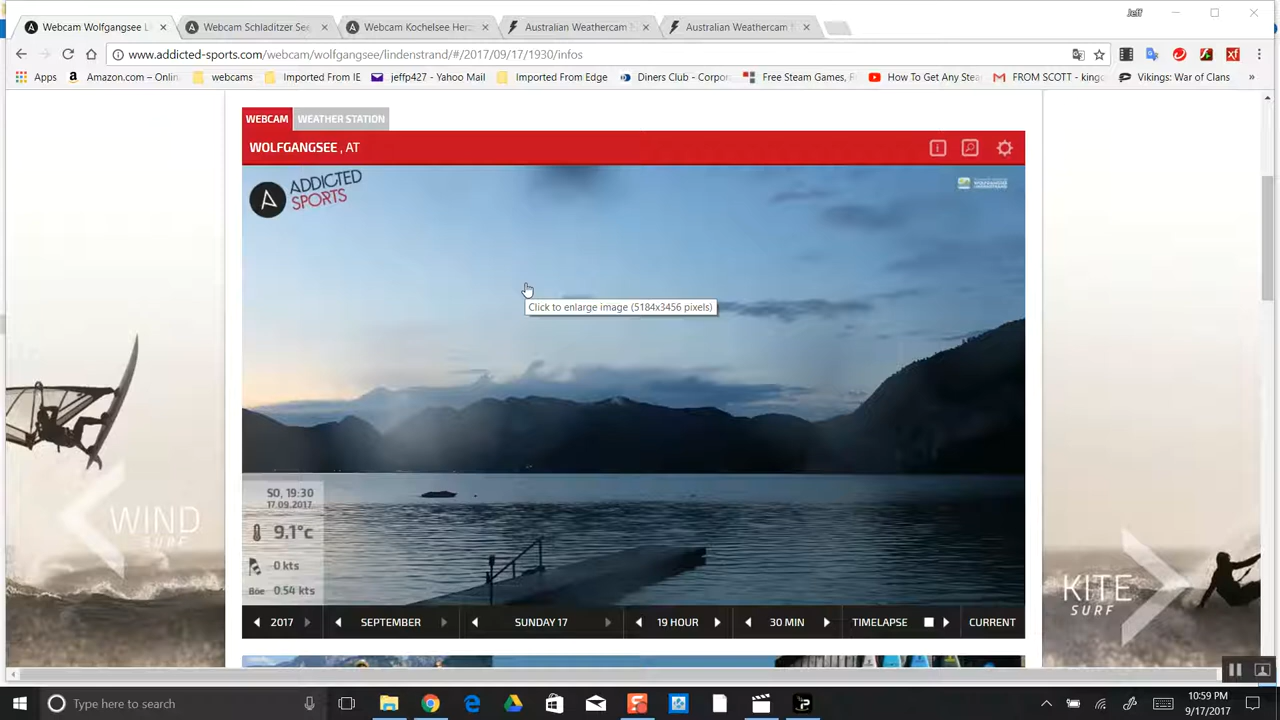 Jeff
Webcam Wolfgangsee L
Webcam Schladitzer See
Webcam Kochelsee Herz
Australian Weathercam
Australian Weathercam
www.addicted-sports.com/webcam/wolfgangsee/lindenstrand/#/2017/09/17/1930/infos
Apps
Amazon.com – Onlin
webcams
Imported From IE
jeffp427 - Yahoo Mail
Imported From Edge
Diners Club - Corpo
Free Steam Games, F
How To Get Any Stea
FROM SCOTT - king
Vikings: War of Clans
»
WEBCAM WEATHER STATION
WOLFGANGSEE , AT
ADDICTED
SPORTS
Click to enlarge image (5184x3456 pixels)
SO, 19:30
17.09.2017
9.1°c
0 kts
Böe 0.54 kts
WIND
SURF
KITE
SURF
2017 SEPTEMBER SUNDAY 17 19 HOUR 30 MIN TIMELAPSE CURRENT
Type here to search
10:59 PM
9/17/2017